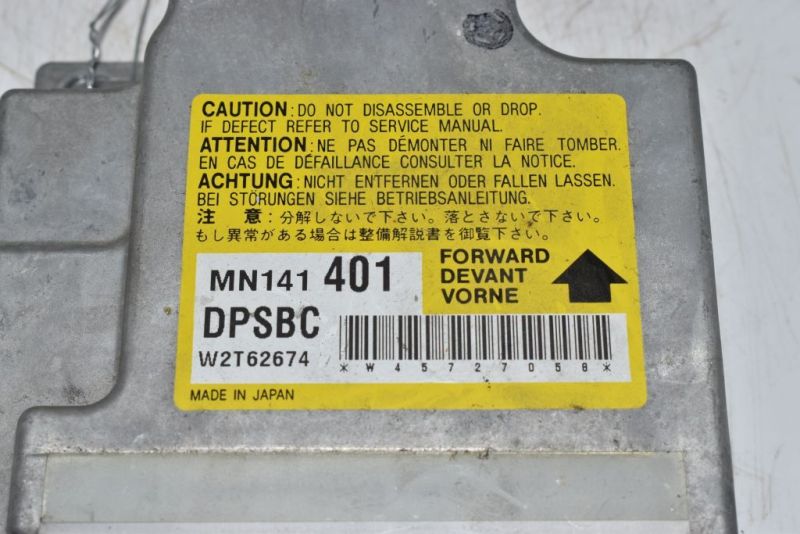 CAUTION : DO NOT DISASSEMBLE OR DROP.
IF DEFECT REFER TO SERVICE MANUAL.
ATTENTION : NE PAS DÉMONTER NI FAIRE TOMBER.
EN CAS DE DÉFAILLANCE CONSULTER LA NOTICE.
ACHTUNG : NICHT ENTFERNEN ODER FALLEN LASSEN.
BEI STÖRUNGEN SIEHE BETRIEBSANLEITUNG.
注 意 : 分解しないで下さい。落とさないで下さい。
もし異常がある場合は整備解説書を御覧下さい。
MN141 401
FORWARD
DEVANT
VORNE
DPSBC
W2T62674
*W45727058*
MADE IN JAPAN